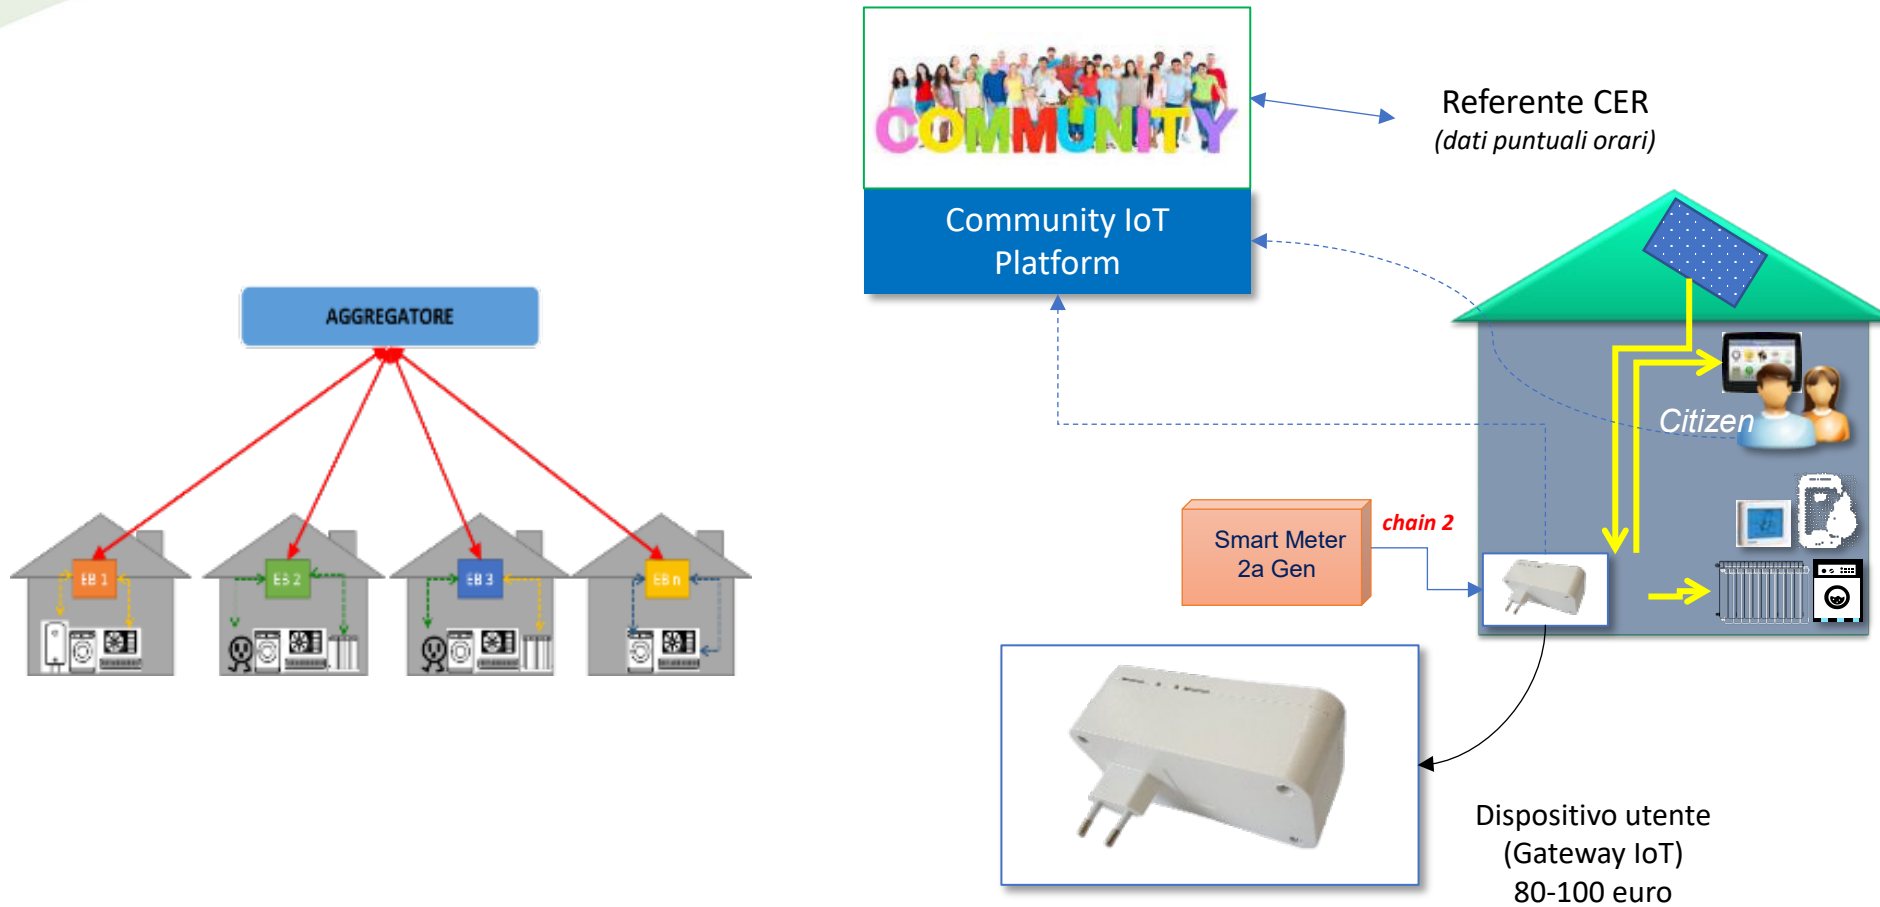 AGGREGATORE
EB 1
EB 2
EB 3
EB n
COMMUNITY
Community IoT
Platform
Referente CER
(dati puntuali orari)
Citizen
Smart Meter
2a Gen
chain 2
Dispositivo utente
(Gateway IoT)
80-100 euro